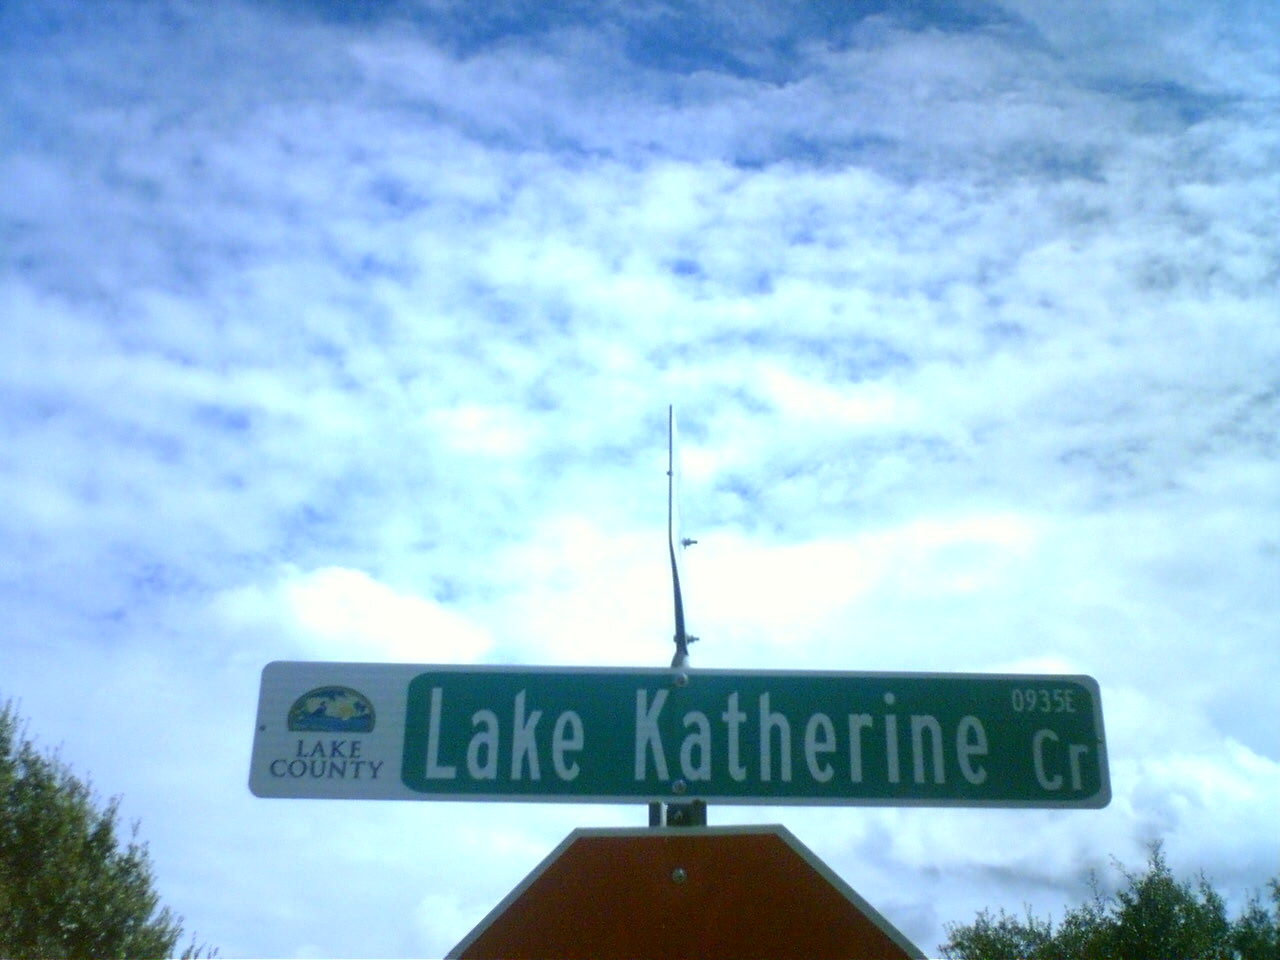 LAKE
COUNTY
Lake Katherine Cr
0935E